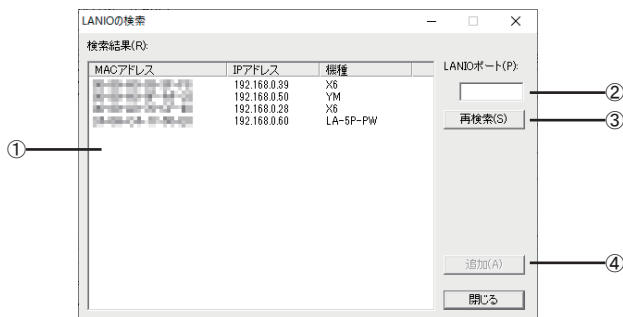 LANIOの検索
検索結果(R):
MACアドレス IPアドレス 機種
192.168.0.39 X6
192.168.0.50 YM
192.168.0.28 X6
192.168.0.60 LA-5P-PW
LANIOポート(P):
②
再検索(S) ③
①
追加(A) ④
閉じる